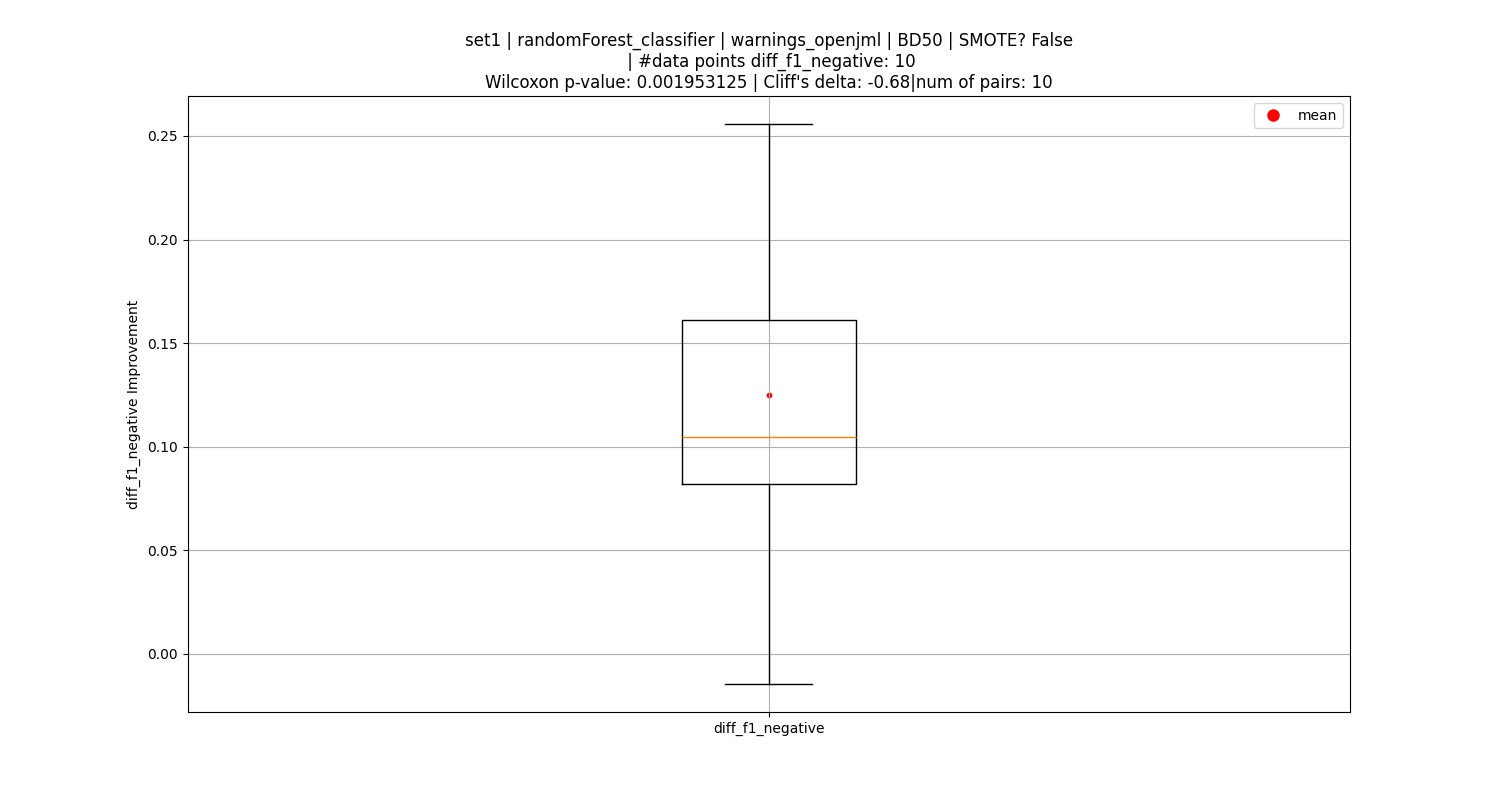 set1 | randomForest_classifier | warnings_openjml | BD50 | SMOTE? False
| #data points diff_f1_negative: 10
Wilcoxon p-value: 0.001953125 | Cliff's delta: -0.68|num of pairs: 10
mean
0.25
0.20
0.15
0.10
0.05
0.00
diff_f1_negative Improvement
diff_f1_negative